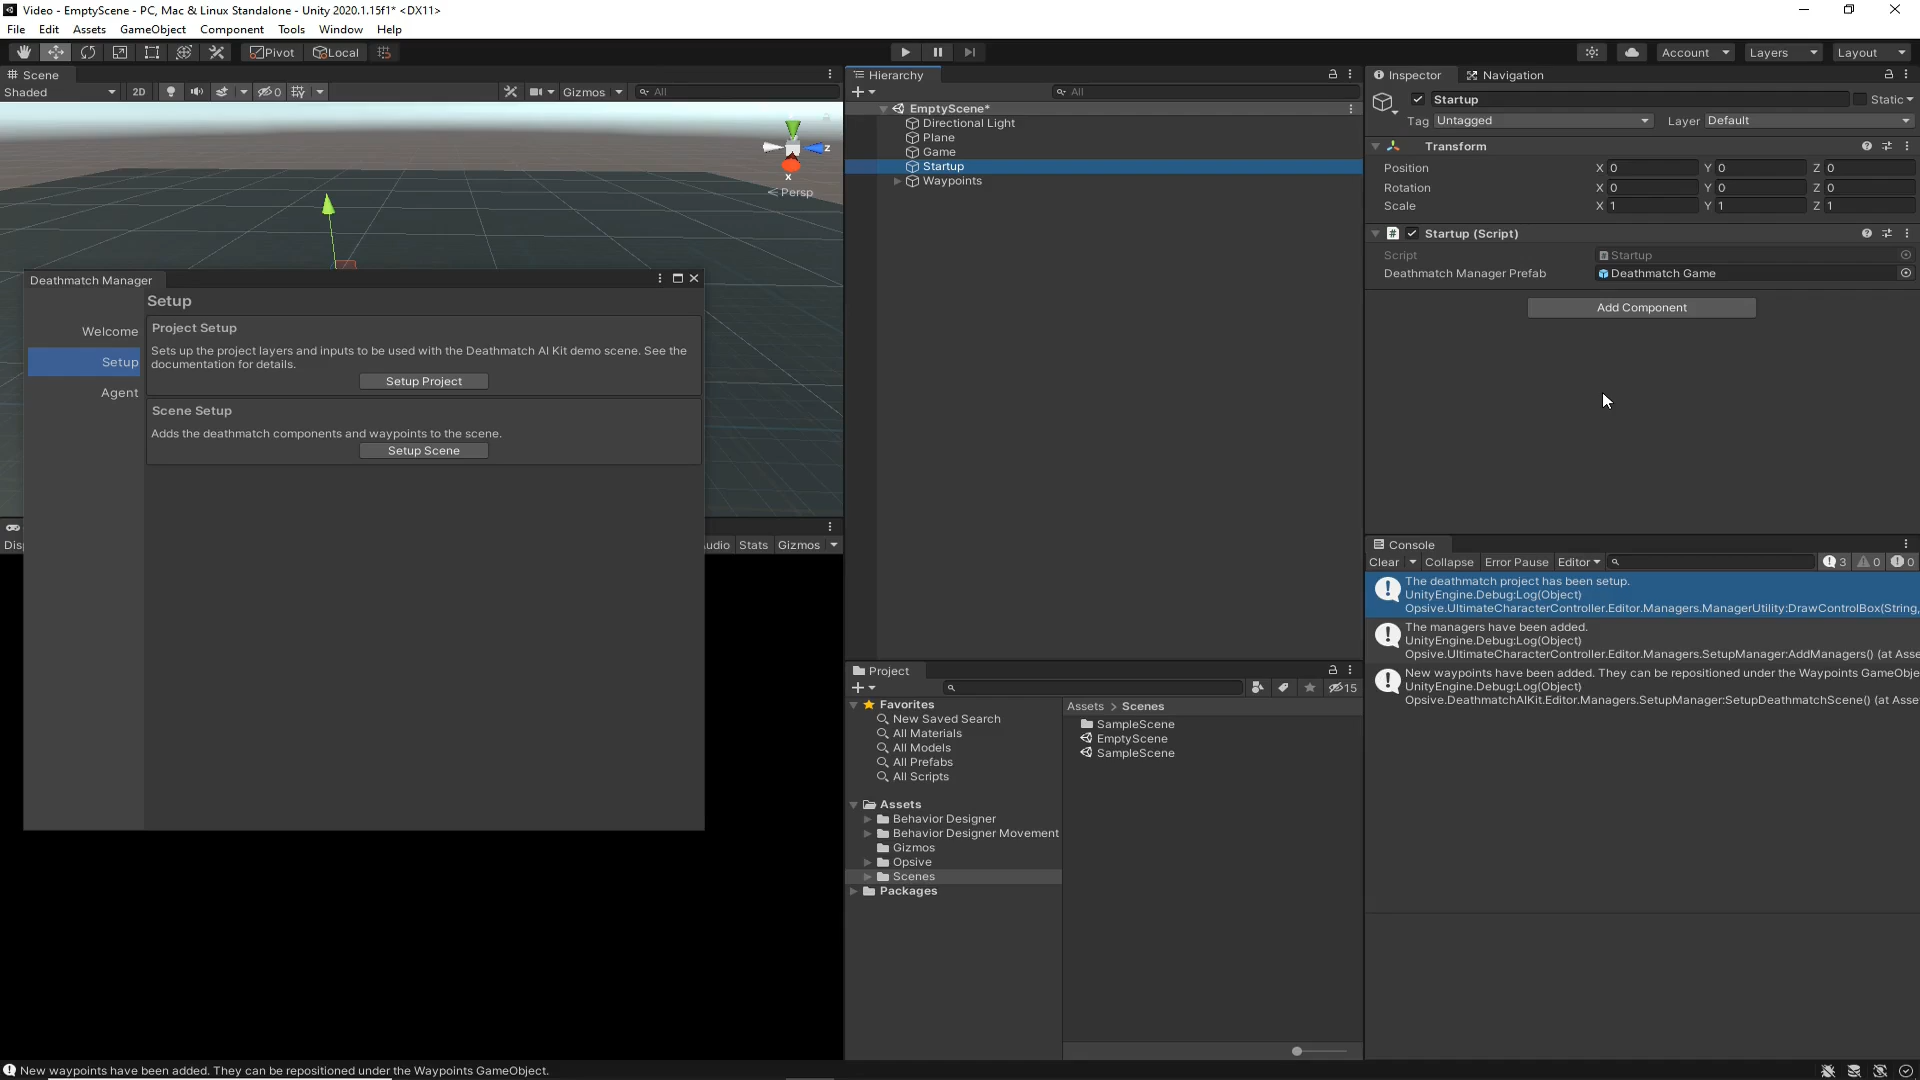 Video - EmptyScene - PC, Mac & Linux Standalone - Unity 2020.1.15f1* <DX11>
File Edit Assets GameObject Component Tools Window Help
Pivot Local
Account Layers Layout
Scene
Shaded 2D 0 Gizmos All
Z
X
Persp
Deathmatch Manager
Welcome
Setup
Agent
Setup
Project Setup
Sets up the project layers and inputs to be used with the Deathmatch AI Kit demo scene. See the
documentation for details.
Setup Project
Scene Setup
Adds the deathmatch components and waypoints to the scene.
Setup Scene
Stats Gizmos
Hierarchy
All
EmptyScene*
Directional Light
Plane
Game
Startup
Waypoints
Inspector Navigation
Startup Static
Tag Untagged Layer Default
Transform
Position X 0 Y 0 Z 0
Rotation X 0 Y 0 Z 0
Scale X 1 Y 1 Z 1
Startup (Script)
Script Startup
Deathmatch Manager Prefab Deathmatch Game
Add Component
Console
Clear Collapse Error Pause Editor 3 0 0
The deathmatch project has been setup.
UnityEngine.Debug:Log(Object)
Opsive.UltimateCharacterController.Editor.Managers.ManagerUtility:DrawControlBox(String,
The managers have been added.
UnityEngine.Debug:Log(Object)
Opsive.UltimateCharacterController.Editor.Managers.SetupManager:AddManagers() (at Asse
New waypoints have been added. They can be repositioned under the Waypoints GameObje
UnityEngine.Debug:Log(Object)
Opsive.DeathmatchAIKit.Editor.Managers.SetupManager:SetupDeathmatchScene() (at Asse
Project
15
Favorites
New Saved Search
All Materials
All Models
All Prefabs
All Scripts
Assets
Behavior Designer
Behavior Designer Movement
Gizmos
Opsive
Scenes
Packages
Assets > Scenes
SampleScene
EmptyScene
SampleScene
New waypoints have been added. They can be repositioned under the Waypoints GameObject.